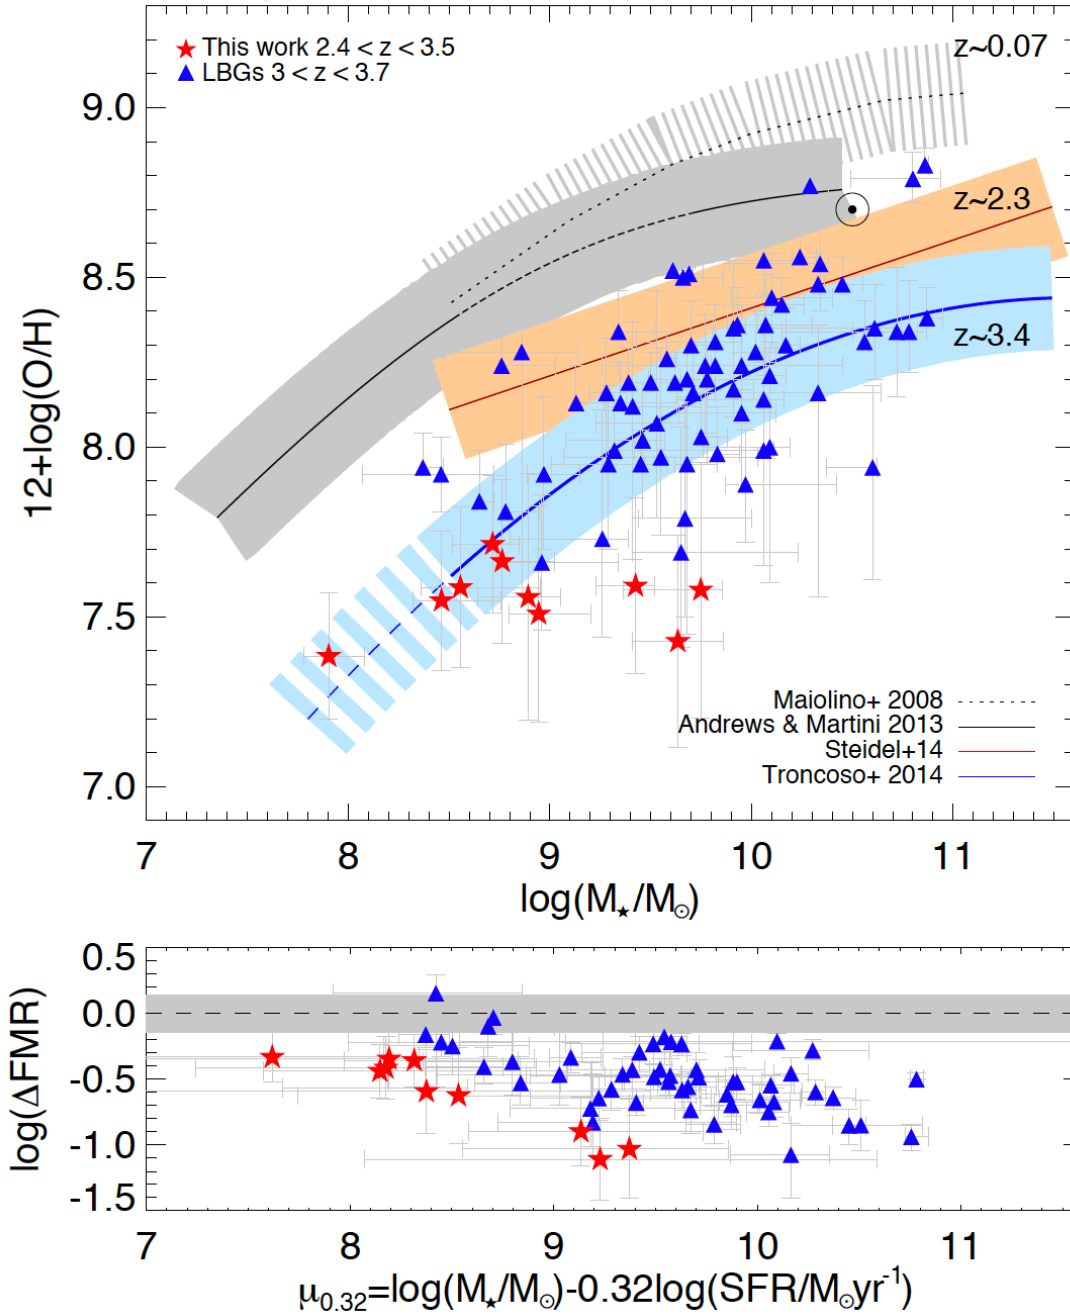 This work 2.4 < z < 3.5
LBGs 3 < z < 3.7
z~0.07
z~2.3
z~3.4
9.0
8.5
8.0
7.5
7.0
12+log(O/H)
Maiolino+ 2008
Andrews & Martini 2013
Steidel+14
Troncoso+ 2014
7 8 9 10 11
log(M⋆/M⊙)
0.5
0.0
-0.5
-1.0
-1.5
log(ΔFMR)
7 8 9 10 11
μ0.32=log(M⋆/M⊙)-0.32log(SFR/M⊙yr-1)